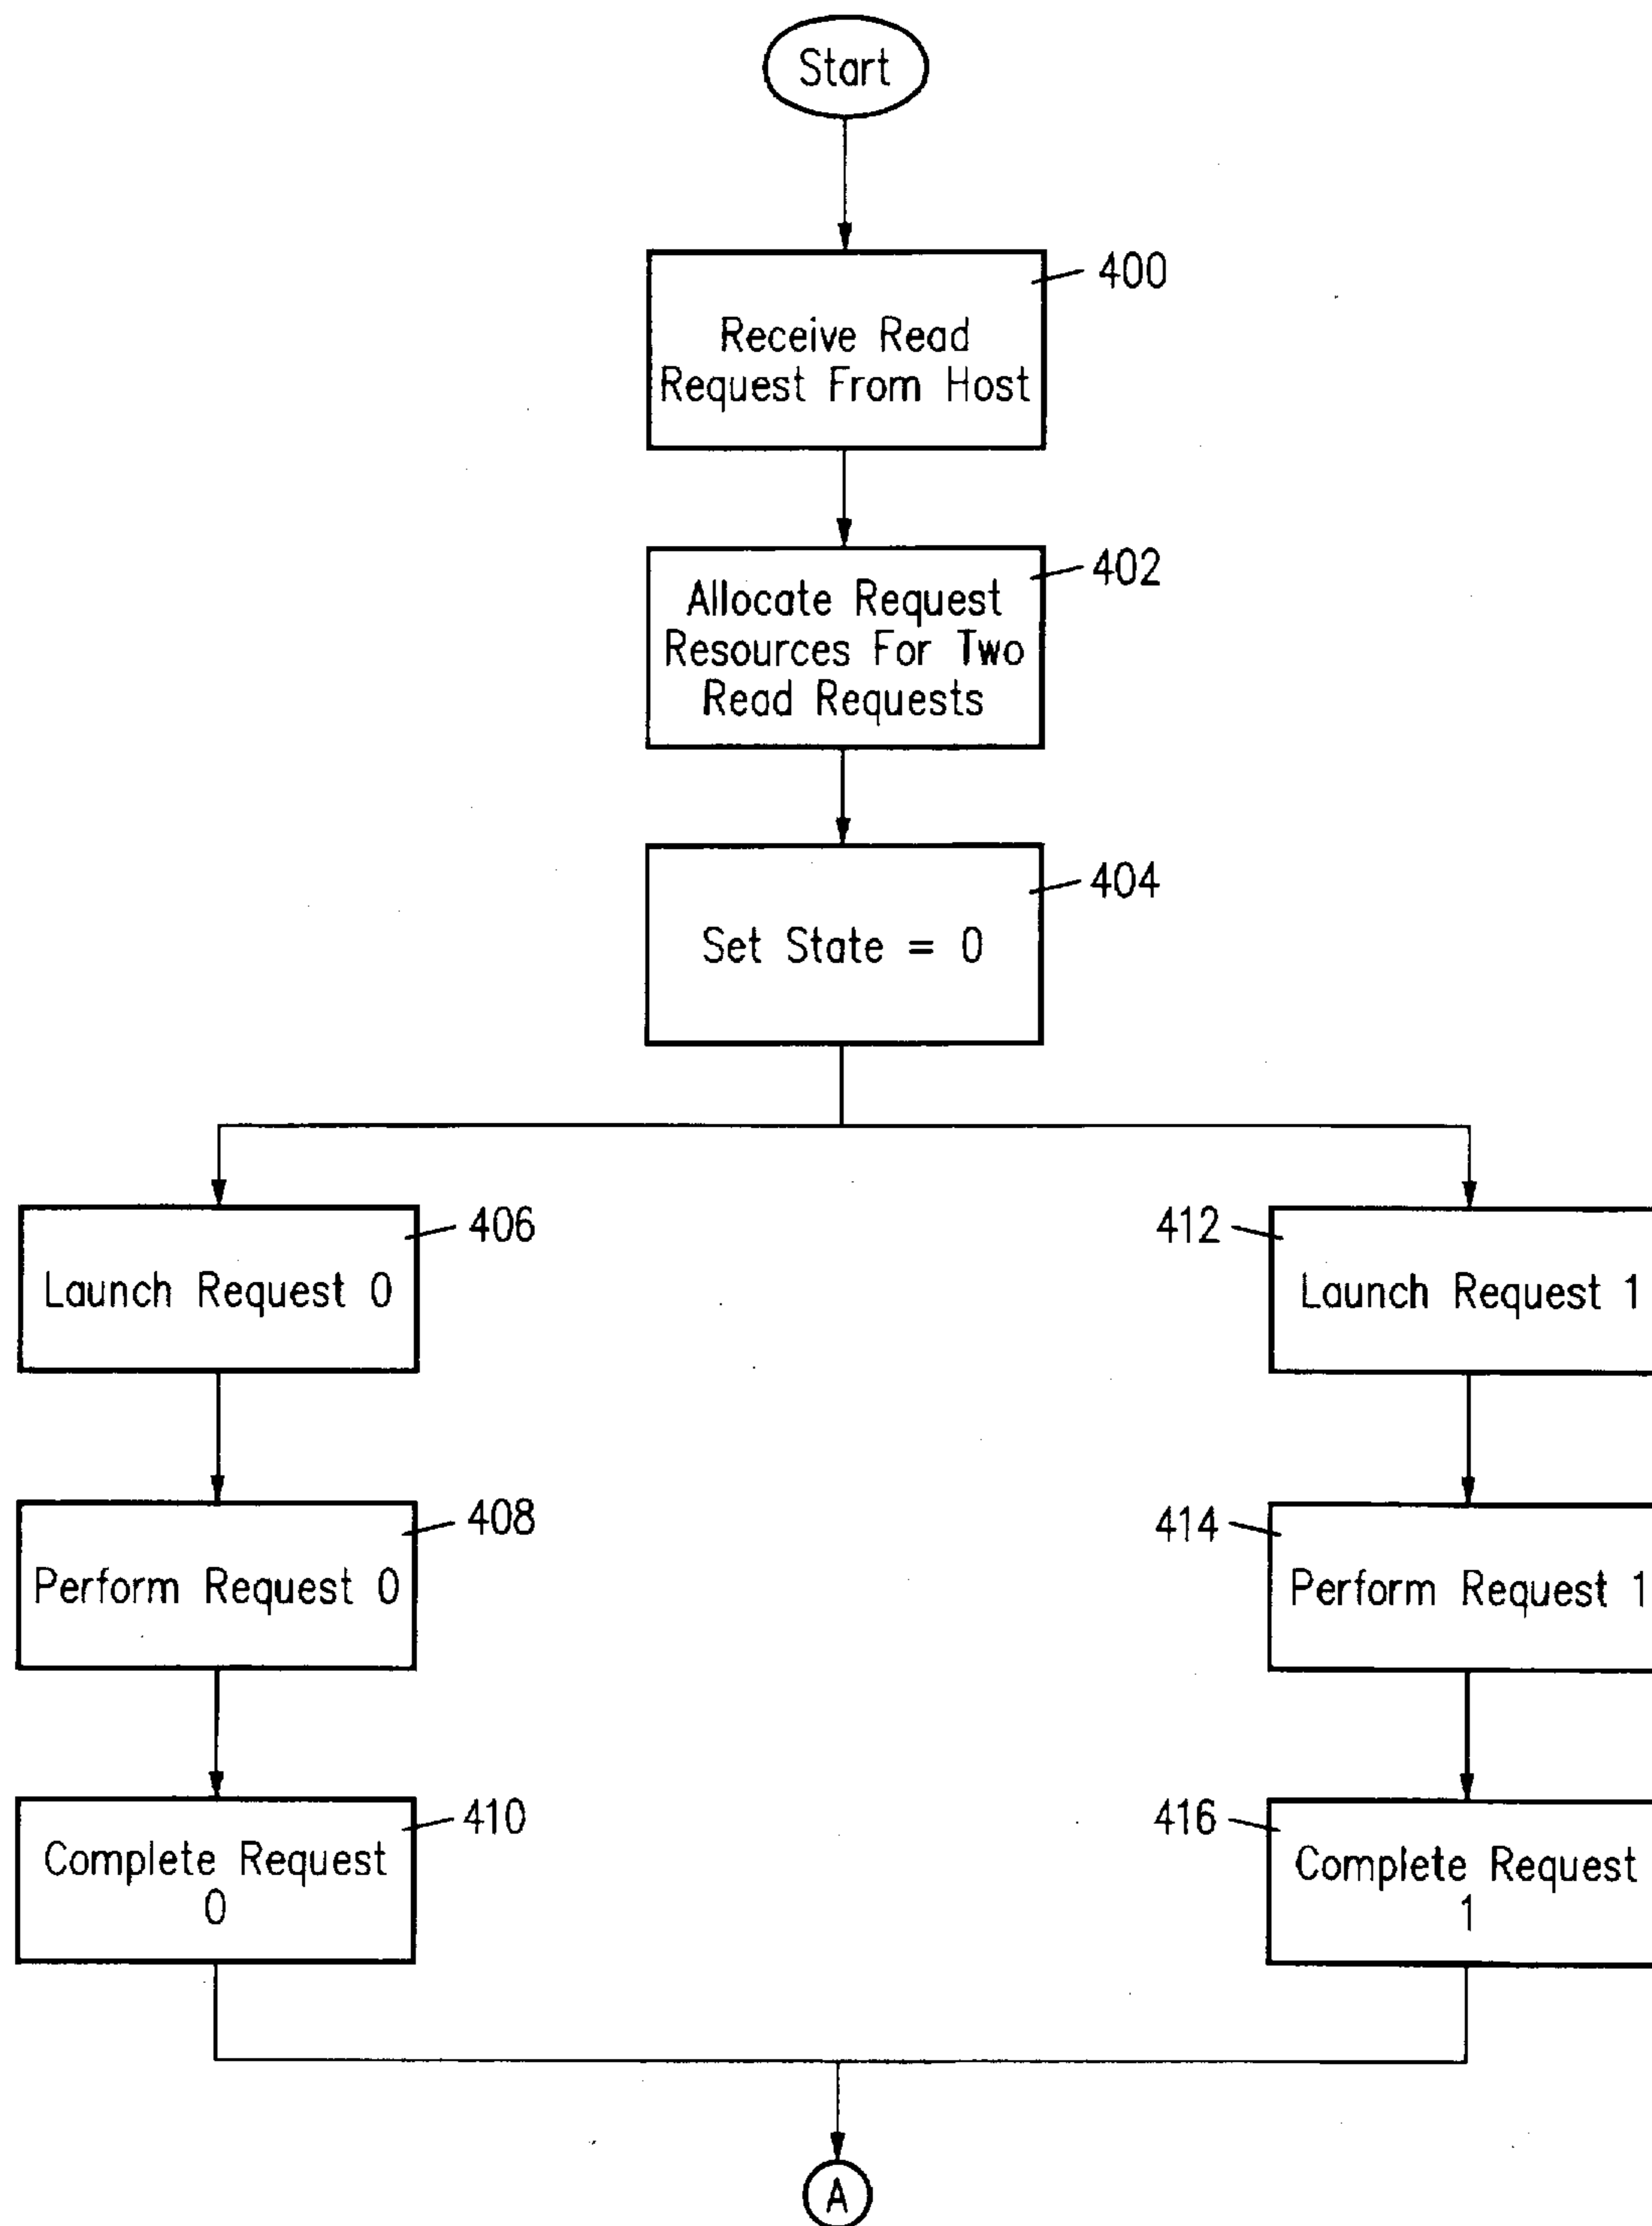 Start
400
Receive Read
Request From Host
402
Allocate Request
Resources For Two
Read Requests
404
Set State = 0
406
Launch Request 0
412
Launch Request 1
408
Perform Request 0
414
Perform Request 1
410
Complete Request
0
416
Complete Request
1
A